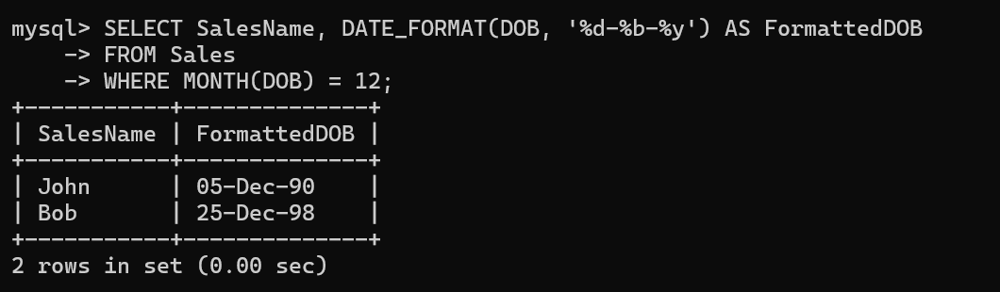 mysql> SELECT SalesName, DATE_FORMAT(DOB, '%d-%b-%y') AS FormattedDOB
    -> FROM Sales
    -> WHERE MONTH(DOB) = 12;
+-----------+--------------+
| SalesName | FormattedDOB |
+-----------+--------------+
| John      | 05-Dec-90    |
| Bob       | 25-Dec-98    |
+-----------+--------------+
2 rows in set (0.00 sec)